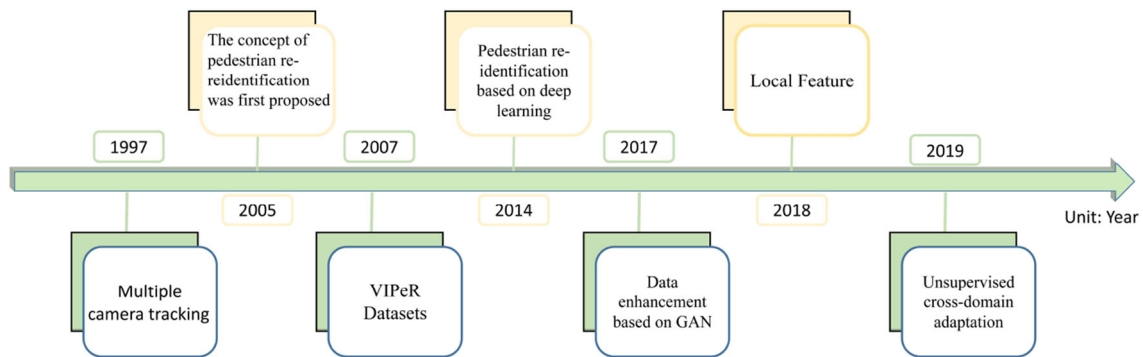 The concept of
pedestrian re-
reidentification
was first proposed
Pedestrian re-
identification
based on deep
learning
Local Feature
1997
2007
2017
2019
2005
2014
2018
Unit: Year
Multiple
camera tracking
VIPeR
Datasets
Data
enhancement
based on GAN
Unsupervised
cross-domain
adaptation